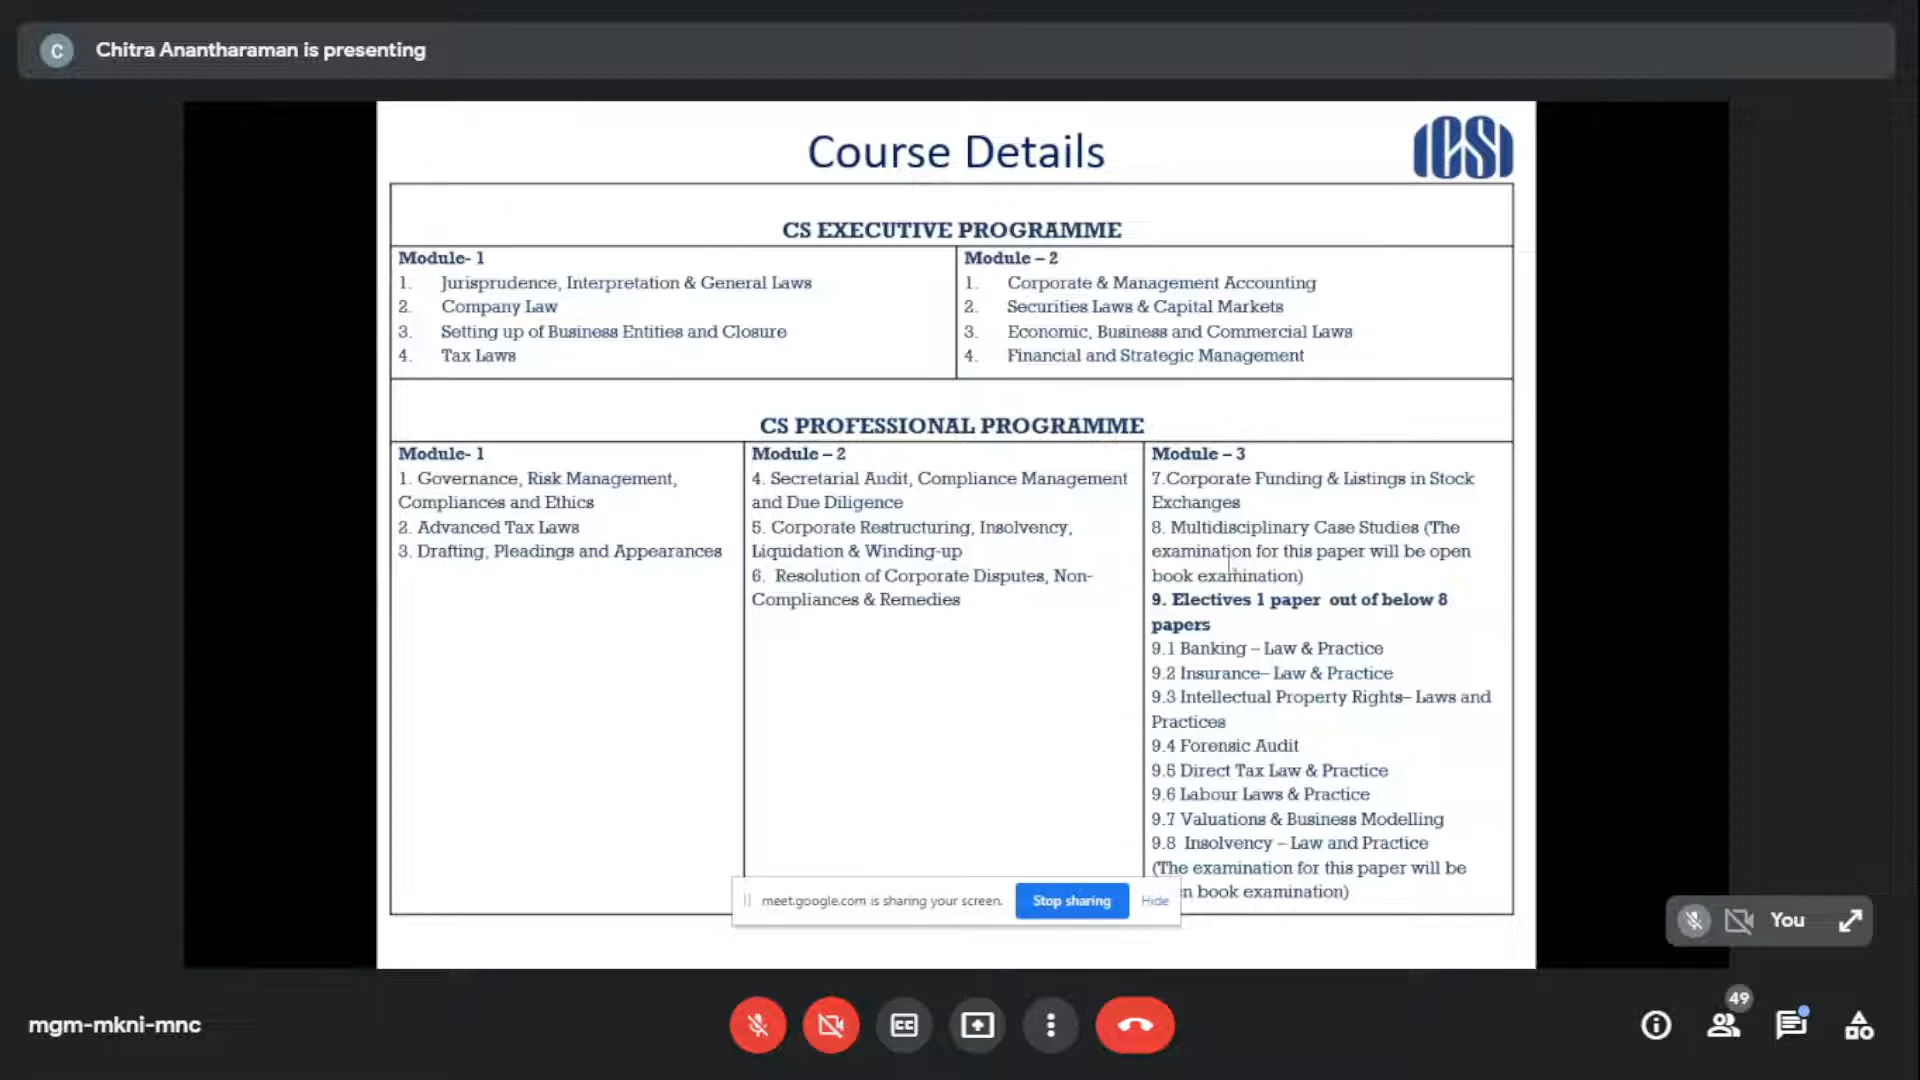 C
Chitra Anantharaman is presenting
Course Details
ICSI
CS EXECUTIVE PROGRAMME
Module- 1
1. Jurisprudence, Interpretation & General Laws
2. Company Law
3. Setting up of Business Entities and Closure
4. Tax Laws
Module – 2
1. Corporate & Management Accounting
2. Securities Laws & Capital Markets
3. Economic, Business and Commercial Laws
4. Financial and Strategic Management
CS PROFESSIONAL PROGRAMME
Module- 1
1. Governance, Risk Management,
Compliances and Ethics
2. Advanced Tax Laws
3. Drafting, Pleadings and Appearances
Module – 2
4. Secretarial Audit, Compliance Management
and Due Diligence
5. Corporate Restructuring, Insolvency,
Liquidation & Winding-up
6. Resolution of Corporate Disputes, Non-
Compliances & Remedies
Module – 3
7.Corporate Funding & Listings in Stock
Exchanges
8. Multidisciplinary Case Studies (The
examination for this paper will be open
book examination)
9. Electives 1 paper out of below 8
papers
9.1 Banking – Law & Practice
9.2 Insurance– Law & Practice
9.3 Intellectual Property Rights– Laws and
Practices
9.4 Forensic Audit
9.5 Direct Tax Law & Practice
9.6 Labour Laws & Practice
9.7 Valuations & Business Modelling
9.8 Insolvency – Law and Practice
(The examination for this paper will be
book examination)
meet.google.com is sharing your screen.
Stop sharing
Hide
You
mgm-mkni-mnc
CC
49